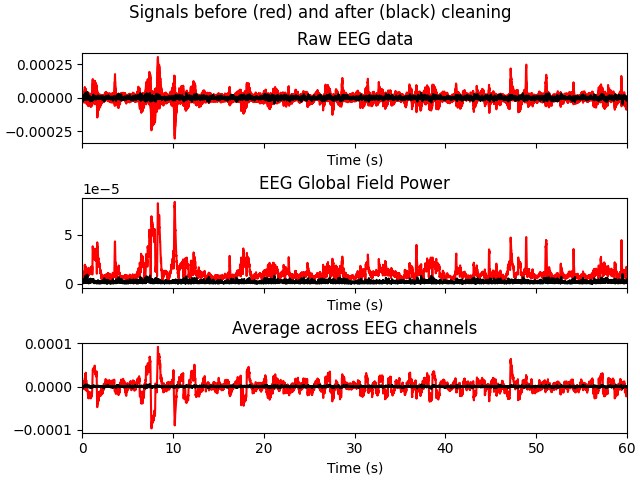 Signals before (red) and after (black) cleaning
Raw EEG data
0.00025
0.00000
−0.00025
Time (s)
EEG Global Field Power
1e−5
5
0
Time (s)
Average across EEG channels
0.0001
0.0000
−0.0001
0 10 20 30 40 50 60
Time (s)